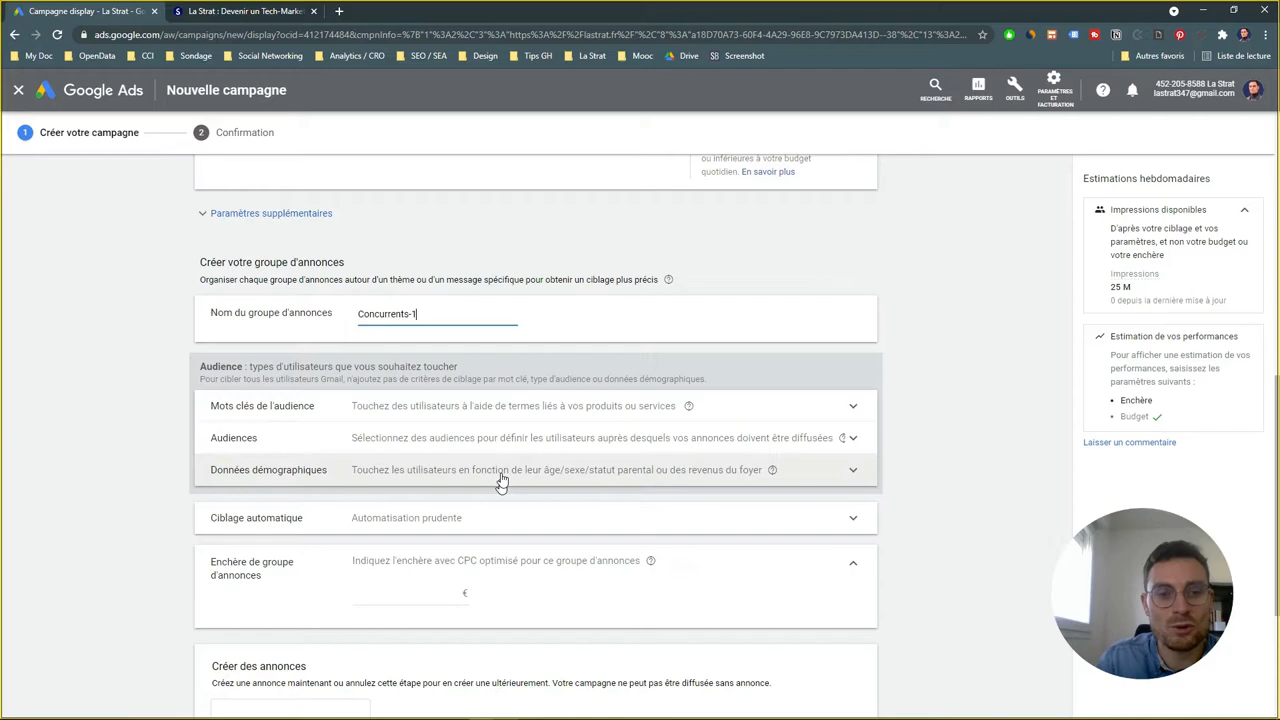 Campagne display - La Strat - Go
La Strat : Devenir un Tech-Market
ads.google.com/aw/campaigns/new/display?ocid=412174484&cmpnInfo=%7B"1"%3A2%2C"3"%3A"https%3A%2F%2Flastrat.fr%2F"%2C"8"%3A"a18D70A73-60F4-4A29-96E8-9C7973DA413D--38"%2C"13"%3A...
My Doc
OpenData
CCI
Sandbox
Social Networking
Analytics / CRO
SEO / SEA
Design
Tips GH
La Strat
Mooc
Drive
Screenshot
Autres favoris
Liste de lecture
Google Ads
Nouvelle campagne
RECHERCHE
RAPPORTS
OUTILS
PARAMÈTRES
ET
FACTURATION
452-205-8588 La Strat
lastrat347@gmail.com
1 Créer votre campagne
2 Confirmation
ou inférieures à votre budget
quotidien. En savoir plus
Paramètres supplémentaires
Créer votre groupe d'annonces
Organiser chaque groupe d'annonces autour d'un thème ou d'un message spécifique pour obtenir un ciblage plus précis
Nom du groupe d'annonces
Concurrents-1
Audience : types d'utilisateurs que vous souhaitez toucher
Pour cibler tous les utilisateurs Gmail, n'ajoutez pas de critères de ciblage par mot clé, type d'audience ou données démographiques.
Mots clés de l'audience
Touchez des utilisateurs à l'aide de termes liés à vos produits ou services
Audiences
Sélectionnez des audiences pour définir les utilisateurs auprès desquels vos annonces doivent être diffusées
Données démographiques
Touchez les utilisateurs en fonction de leur âge/sexe/statut parental ou des revenus du foyer
Ciblage automatique
Automatisation prudente
Enchère de groupe
d'annonces
Indiquez l'enchère avec CPC optimisé pour ce groupe d'annonces
€
Créer des annonces
Créez une annonce maintenant ou annulez cette étape pour en créer une ultérieurement. Votre campagne ne peut pas être diffusée sans annonce.
Estimations hebdomadaires
Impressions disponibles
D'après votre ciblage et vos
paramètres, et non votre budget ou
votre enchère
Impressions
25 M
0 depuis la dernière mise à jour
Estimation de vos performances
Pour afficher une estimation de vos
performances, saisissez les
paramètres suivants :
• Enchère
• Budget
Laisser un commentaire